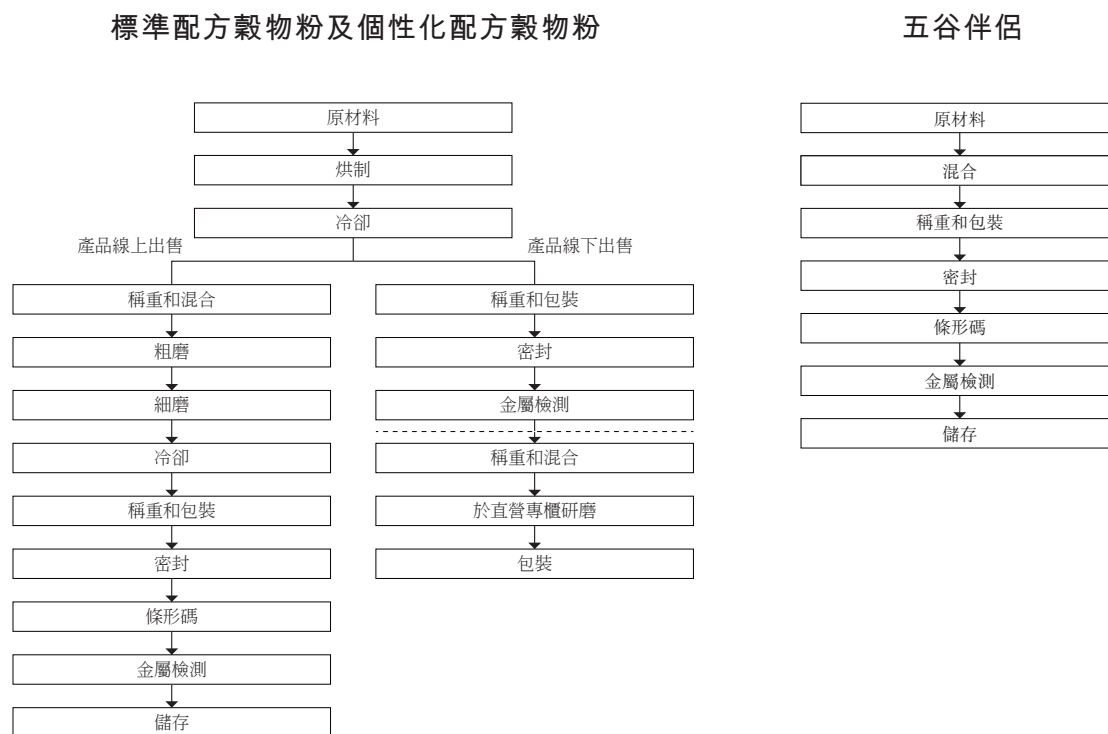 標準配方穀物粉及個性化配方穀物粉
原材料
烘制
冷卻
產品線上出售
稱重和混合
粗磨
細磨
冷卻
稱重和包裝
密封
條形碼
金屬檢測
儲存
產品線下出售
稱重和包裝
密封
金屬檢測
稱重和混合
於直營專櫃研磨
包裝
五谷伴侶
原材料
混合
稱重和包裝
密封
條形碼
金屬檢測
儲存